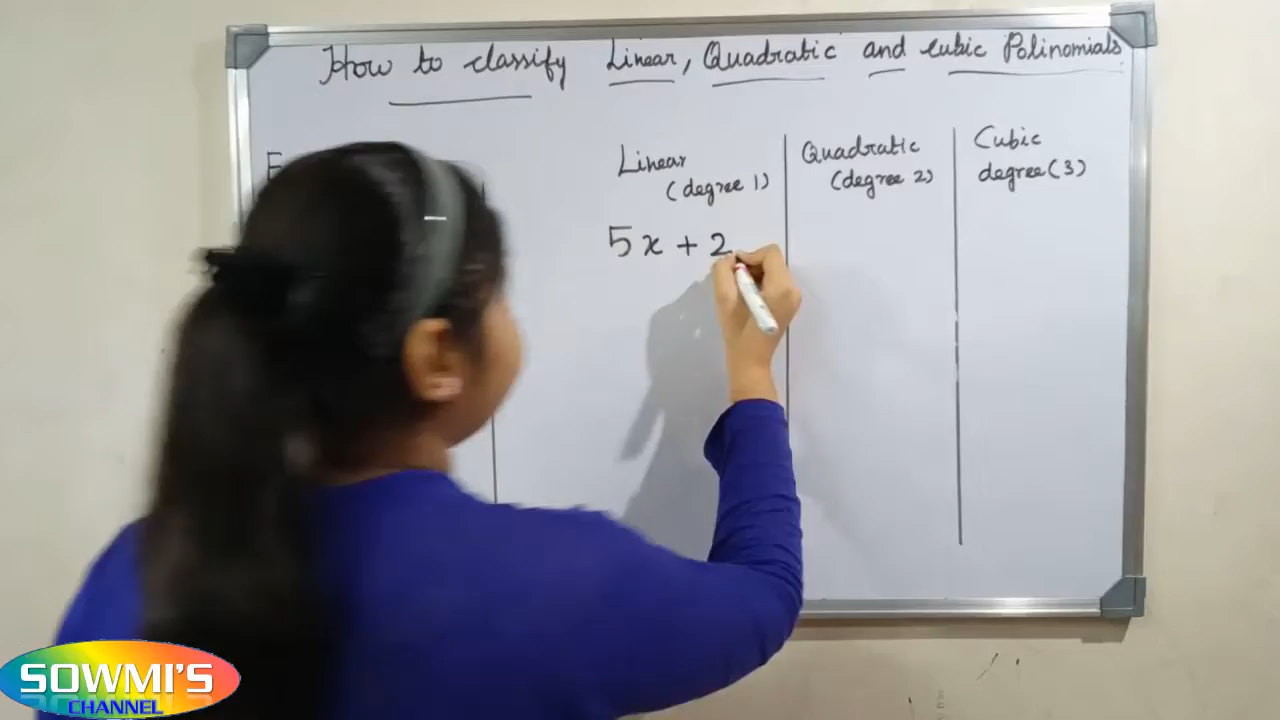 How to classify Linear, Quadratic and Cubic Polinomials
Linear
(degree 1)
Quadratic
(degree 2)
Cubic
degree (3)
5x + 2
SOWMI'S
CHANNEL